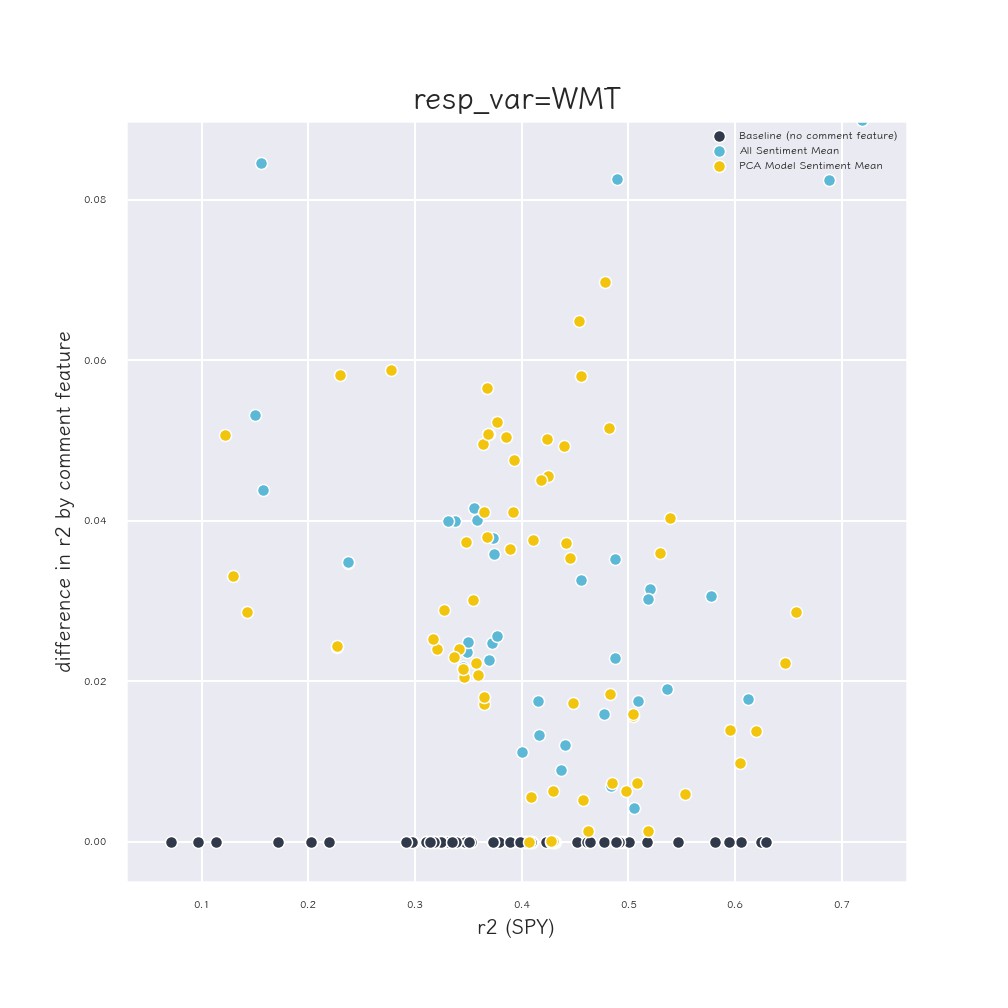 resp_var=WMT
Baseline (no comment feature)
All Sentiment Mean
PCA Model Sentiment Mean
difference in r2 by comment feature
0.08
0.06
0.04
0.02
0.00
0.1 0.2 0.3 0.4 0.5 0.6 0.7
r2 (SPY)